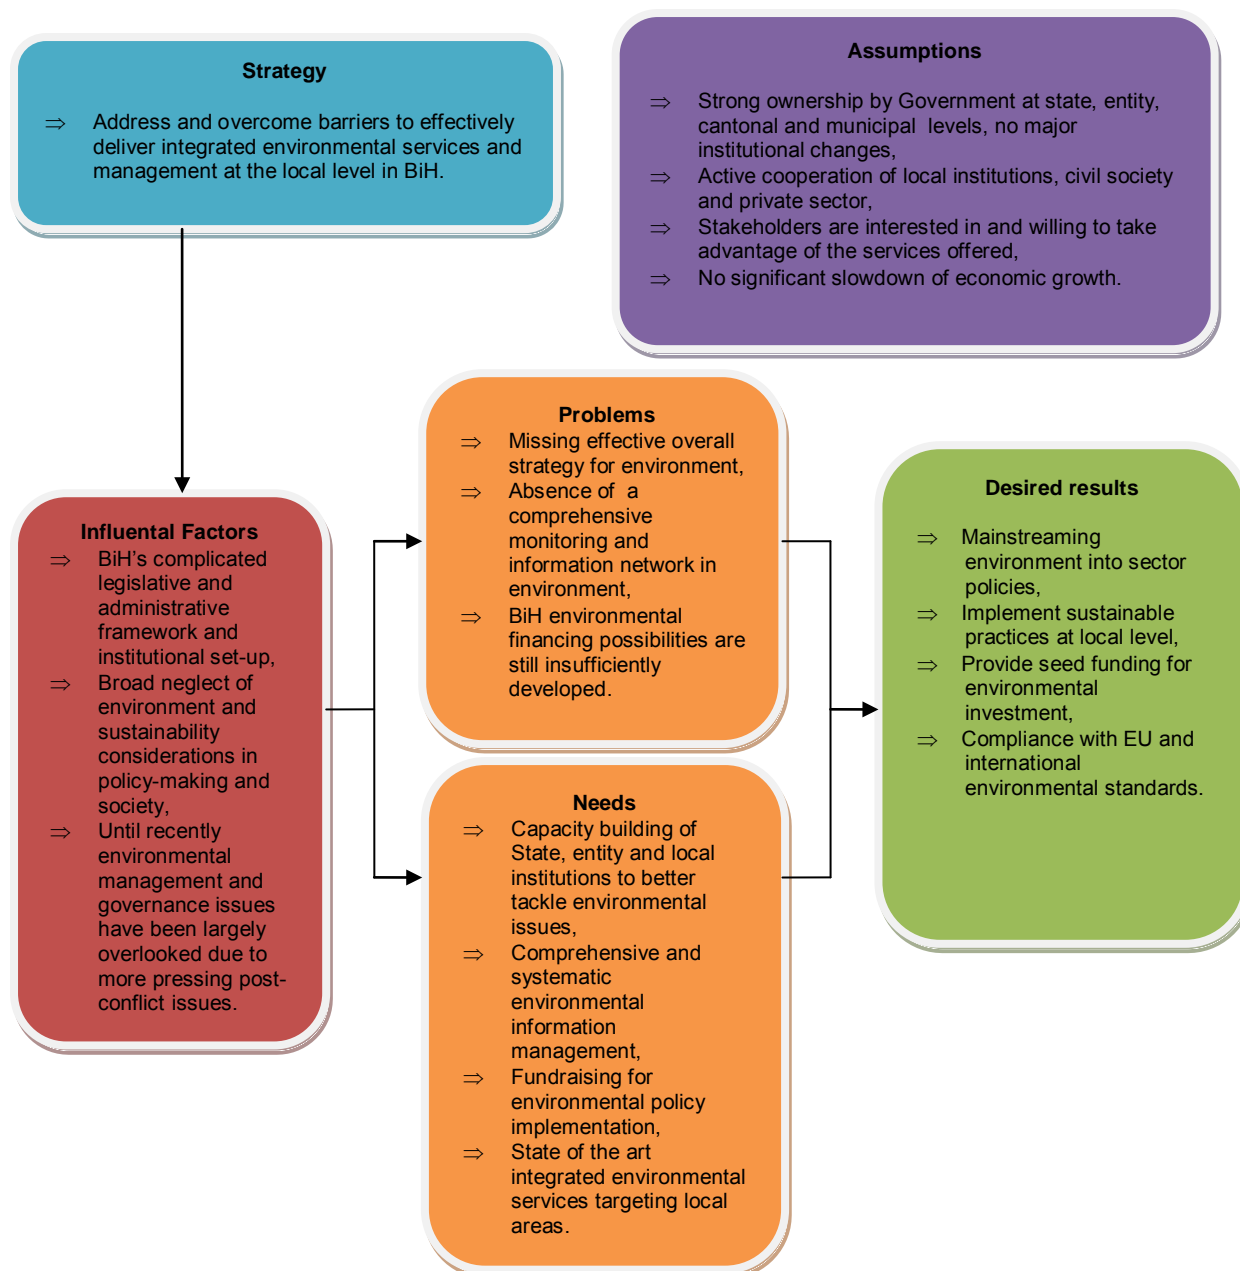 Strategy
⇒ Address and overcome barriers to effectively
deliver integrated environmental services and
management at the local level in BiH.
Assumptions
⇒ Strong ownership by Government at state, entity,
cantonal and municipal levels, no major
institutional changes,
⇒ Active cooperation of local institutions, civil society
and private sector,
⇒ Stakeholders are interested in and willing to take
advantage of the services offered,
⇒ No significant slowdown of economic growth.
Influental Factors
⇒ BiH's complicated
legislative and
administrative
framework and
institutional set-up,
⇒ Broad neglect of
environment and
sustainability
considerations in
policy-making and
society,
⇒ Until recently
environmental
management and
governance issues
have been largely
overlooked due to
more pressing post-
conflict issues.
Problems
⇒ Missing effective overall
strategy for environment,
⇒ Absence of a
comprehensive
monitoring and
information network in
environment,
⇒ BiH environmental
financing possibilities are
still insufficiently
developed.
Needs
⇒ Capacity building of
State, entity and local
institutions to better
tackle environmental
issues,
⇒ Comprehensive and
systematic
environmental
information
management,
⇒ Fundraising for
environmental policy
implementation,
⇒ State of the art
integrated environmental
services targeting local
areas.
Desired results
⇒ Mainstreaming
environment into sector
policies,
⇒ Implement sustainable
practices at local level,
⇒ Provide seed funding for
environmental
investment,
⇒ Compliance with EU and
international
environmental standards.